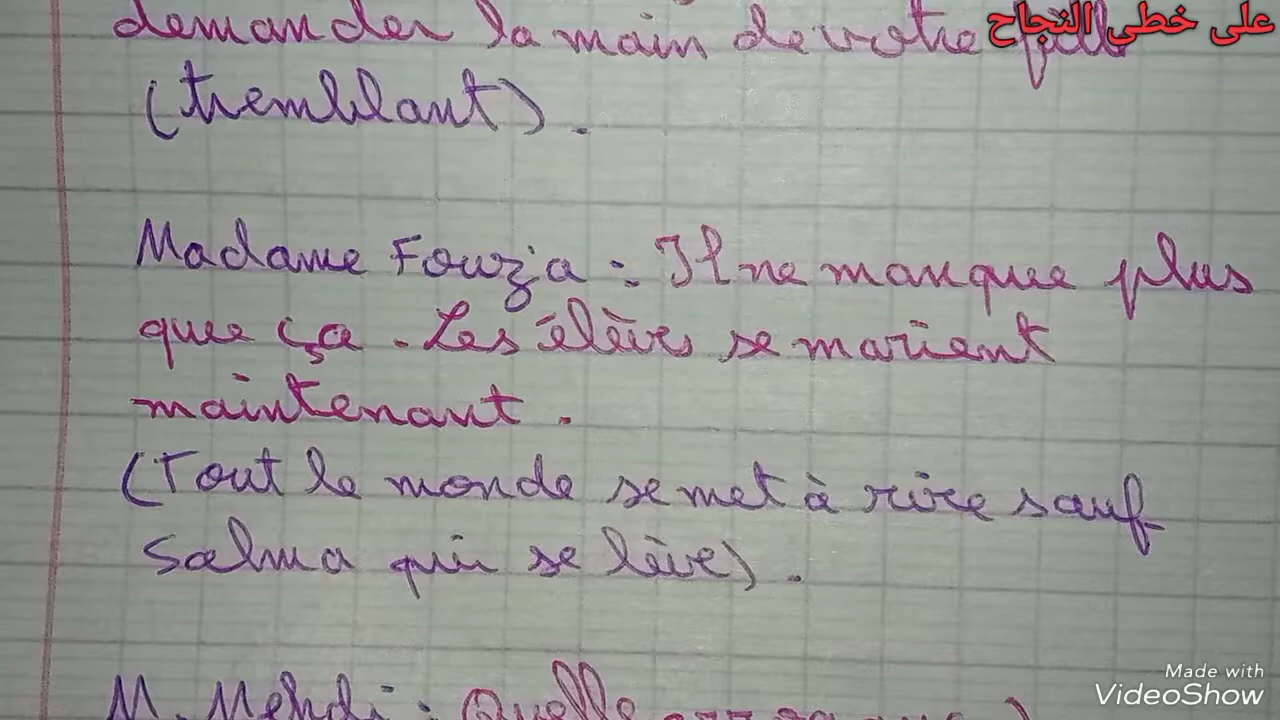 على خطى النجاح
demander la main de votre fille
(tremblant).
Madame Fouzia : Il ne manque plus
que ça. Les élèves se marient
maintenant.
(Tout le monde se met à rire sauf
Salma qui se lève).
M. Mehdi : Quelle
Made with
VideoShow